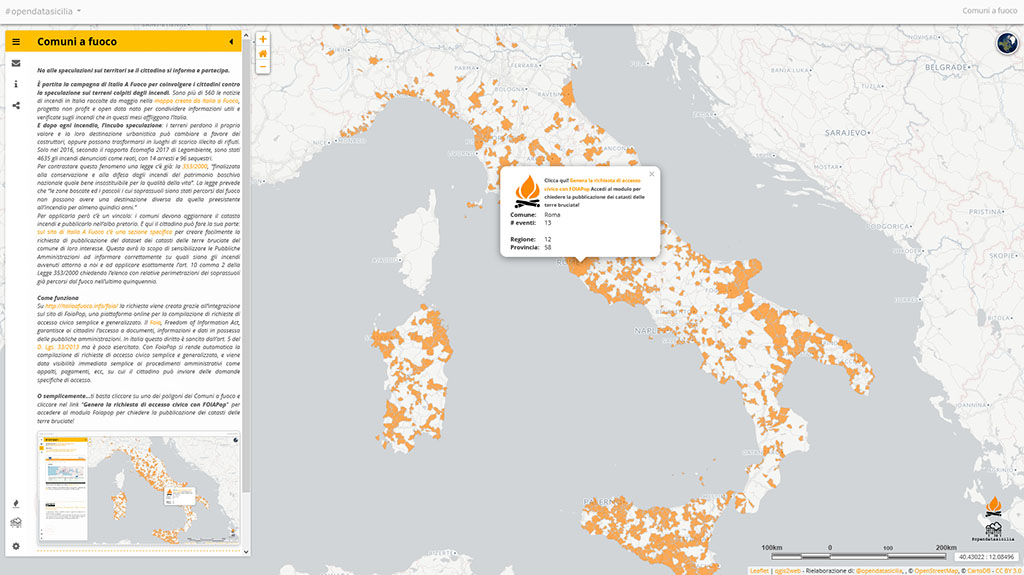 #opendatasicilia
Comuni a fuoco
Comuni a fuoco
No alle speculazioni sui territori se il cittadino si informa e partecipa.
È partita la campagna di Italia A Fuoco per coinvolgere i cittadini contro
la speculazione sui terreni colpiti dagli incendi. Sono più di 560 le notizie
di incendi in Italia raccolte da maggio nella mappa creata da Italia a Fuoco,
progetto non profit e open data nato per condividere informazioni utili e
verificate sugli incendi che in questi mesi affliggono l'Italia.
E dopo ogni incendio, l'incubo speculazione: i terreni perdono il proprio
valore e la loro destinazione urbanistica può cambiare a favore dei
costruttori, oppure possono trasformarsi in luoghi di scarico illecito di rifiuti.
Solo nel 2016, secondo il rapporto Ecomafia 2017 di Legambiente, sono stati
4635 gli incendi denunciati come reati, con 14 arresti e 96 sequestri.
Per contrastare questo fenomeno una legge c'è già: la 353/2000, "finalizzata
alla conservazione e alla difesa dagli incendi del patrimonio boschivo
nazionale quale bene insostituibile per la qualità della vita". La legge prevede
che "le zone boscate ed i pascoli i cui soprassuoli siano stati percorsi dal fuoco
non possono avere una destinazione diversa da quella preesistente
all'incendio per almeno quindici anni."
Per applicarla però c'è un vincolo: i comuni devono aggiornare il catasto
incendi e pubblicarlo nell'albo pretorio. E qui il cittadino può fare la sua parte:
sul sito di Italia A Fuoco c'è una sezione specifica per creare facilmente la
richiesta di pubblicazione del dataset dei catasti delle terre bruciate del
comune di loro interesse. Questa avrà lo scopo di sensibilizzare le Pubbliche
Amministrazioni ad informare correttamente su quali siano gli incendi
avvenuti attorno a noi e ad applicare esattamente l'art. 10 comma 2 della
Legge 353/2000 chiedendo l'elenco con relative perimetrazioni dei soprassuoli
già percorsi dal fuoco nell'ultimo quinquennio.
Come funziona
Su http://italiaafuoco.info/foia/ la richiesta viene creata grazie all'integrazione
sul sito di FoiaPop, una piattaforma online per la compilazione di richieste di
accesso civico semplice e generalizzato. Il Foia, Freedom of Information Act,
garantisce ai cittadini l'accesso a documenti, informazioni e dati in possesso
delle pubbliche amministrazioni. In Italia questo diritto è sancito dall'art. 5 del
D. Lgs. 33/2013 ma è poco esercitato. Con FoiaPop si rende automatica la
compilazione di richieste di accesso civico semplice e generalizzato, e viene
data visibilità immediata semplice ai procedimenti amministrativi come
appalti, pagamenti, ecc, su cui il cittadino può inviare delle domande
specifiche di accesso.
O semplicemente...ti basta cliccare su uno dei poligoni dei Comuni a fuoco e
cliccare nel link "Genera la richiesta di accesso civico con FOIAPop" per
accedere al modulo Foiapop per chiedere la pubblicazione dei catasti delle
terre bruciate!
+
−
Clicca qui! Genera la richiesta di accesso
civico con FOIAPop Accedi al modulo per
chiedere la pubblicazione dei catasti delle
terre bruciate!
Comune: Roma
# eventi: 13
Regione: 12
Provincia: 58
×
NOVI SAD
BANJA LUKA
BELGRADE
TUZLA
SARAJEVO
MOSTAR
PRISTINA
PODGORICA
SKOPJE
BITOLA
TORINO
PARMA
FERRARA
BOLOGNA
RAVENNA
NICE
LIVORNO
ANCONA
AJACCIO
NAPLE
PALERM
IOANNINA
#opendatasicilia
100km 0 100 200km
40.43022 : 12.08496
Leaflet | qgis2web - Rielaborazione di: @opendatasicilia, , © OpenStreetMap, © CartoDB - CC BY 3.0